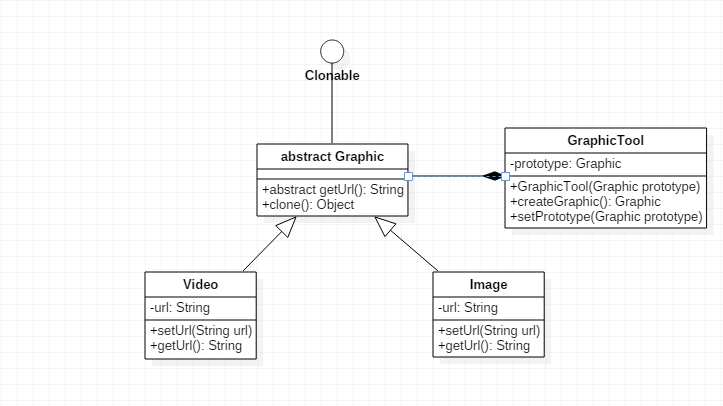 Clonable
abstract Graphic
+abstract getUrl(): String
+clone(): Object
GraphicTool
-prototype: Graphic
+GraphicTool(Graphic prototype)
+createGraphic(): Graphic
+setPrototype(Graphic prototype)
Video
-url: String
+setUrl(String url)
+getUrl(): String
Image
-url: String
+setUrl(String url)
+getUrl(): String